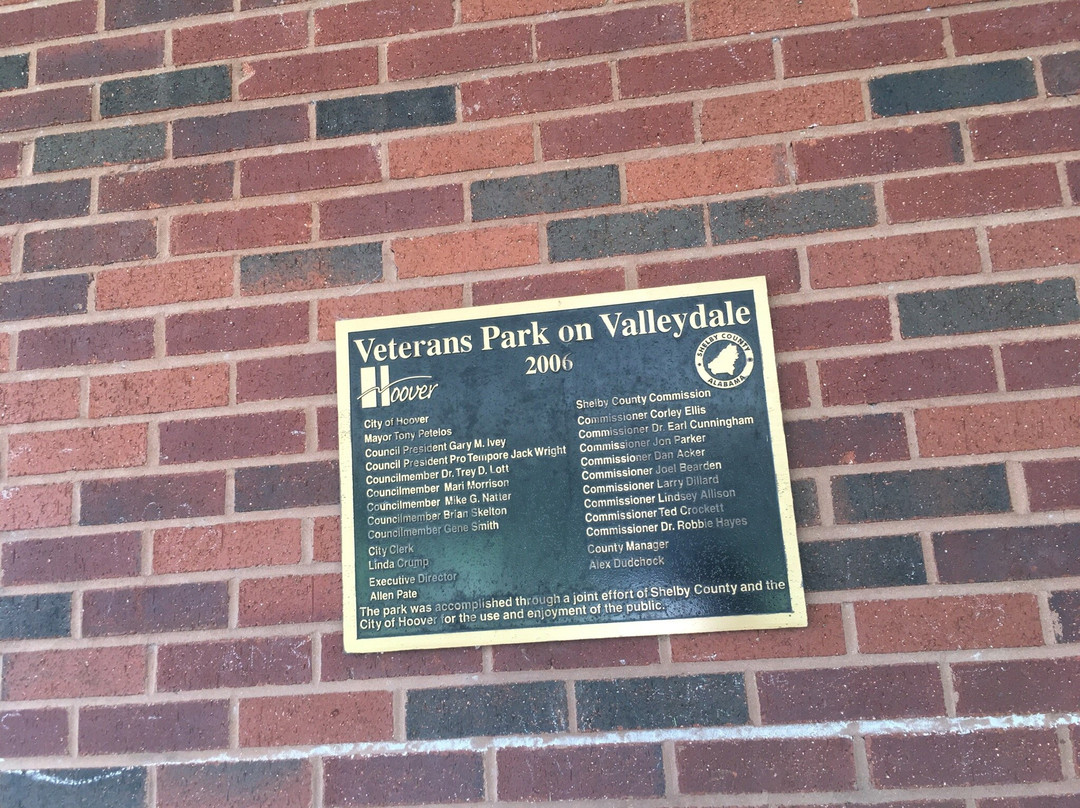 Veterans Park on Valleydale
2006
Hoover
SHELBY COUNTY
ALABAMA
City of Hoover
Mayor Tony Petelos
Council President Gary M. Ivey
Council President Pro Tempore Jack Wright
Councilmember Dr. Trey D. Lott
Councilmember Mari Morrison
Councilmember Mike G. Natter
Councilmember Brian Skelton
Councilmember Gene Smith
City Clerk
Linda Crump
Executive Director
Allen Pate
Shelby County Commission
Commissioner Corley Ellis
Commissioner Dr. Earl Cunningham
Commissioner Jon Parker
Commissioner Dan Acker
Commissioner Joel Bearden
Commissioner Larry Dillard
Commissioner Lindsey Allison
Commissioner Ted Crockett
Commissioner Dr. Robbie Hayes
County Manager
Alex Dudchock
The park was accomplished through a joint effort of Shelby County and the
City of Hoover for the use and enjoyment of the public.